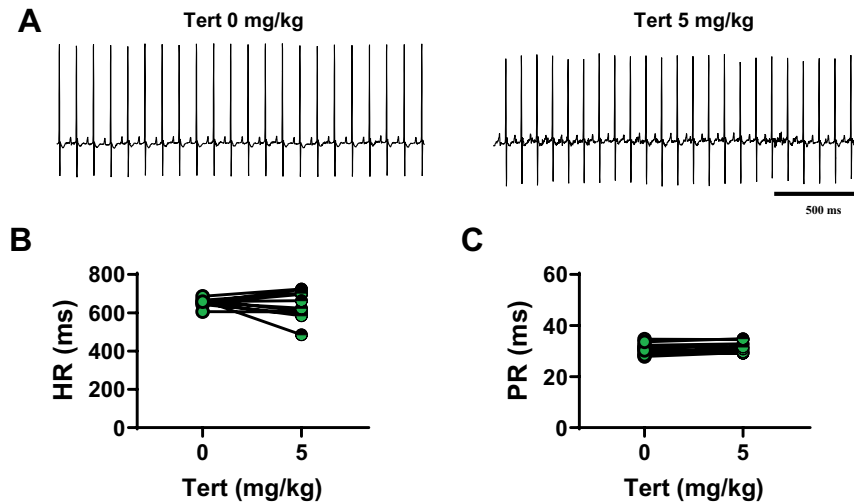 A
Tert 0 mg/kg
Tert 5 mg/kg
500 ms
B
HR (ms)
800
600
400
200
0
0
5
Tert (mg/kg)
C
PR (ms)
60
40
20
0
0
5
Tert (mg/kg)